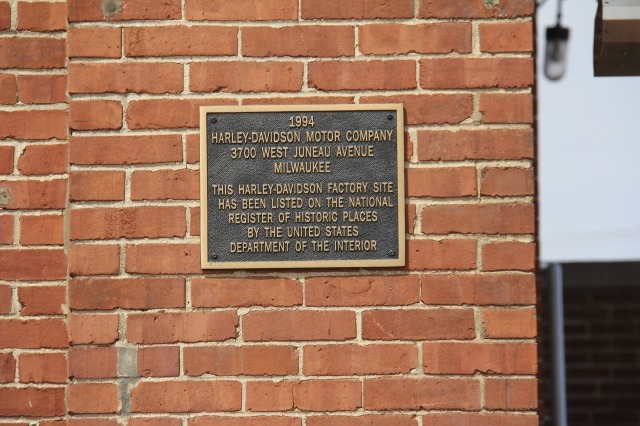 1994
HARLEY-DAVIDSON MOTOR COMPANY
3700 WEST JUNEAU AVENUE
MILWAUKEE
THIS HARLEY-DAVIDSON FACTORY SITE
HAS BEEN LISTED ON THE NATIONAL
REGISTER OF HISTORIC PLACES
BY THE UNITED STATES
DEPARTMENT OF THE INTERIOR